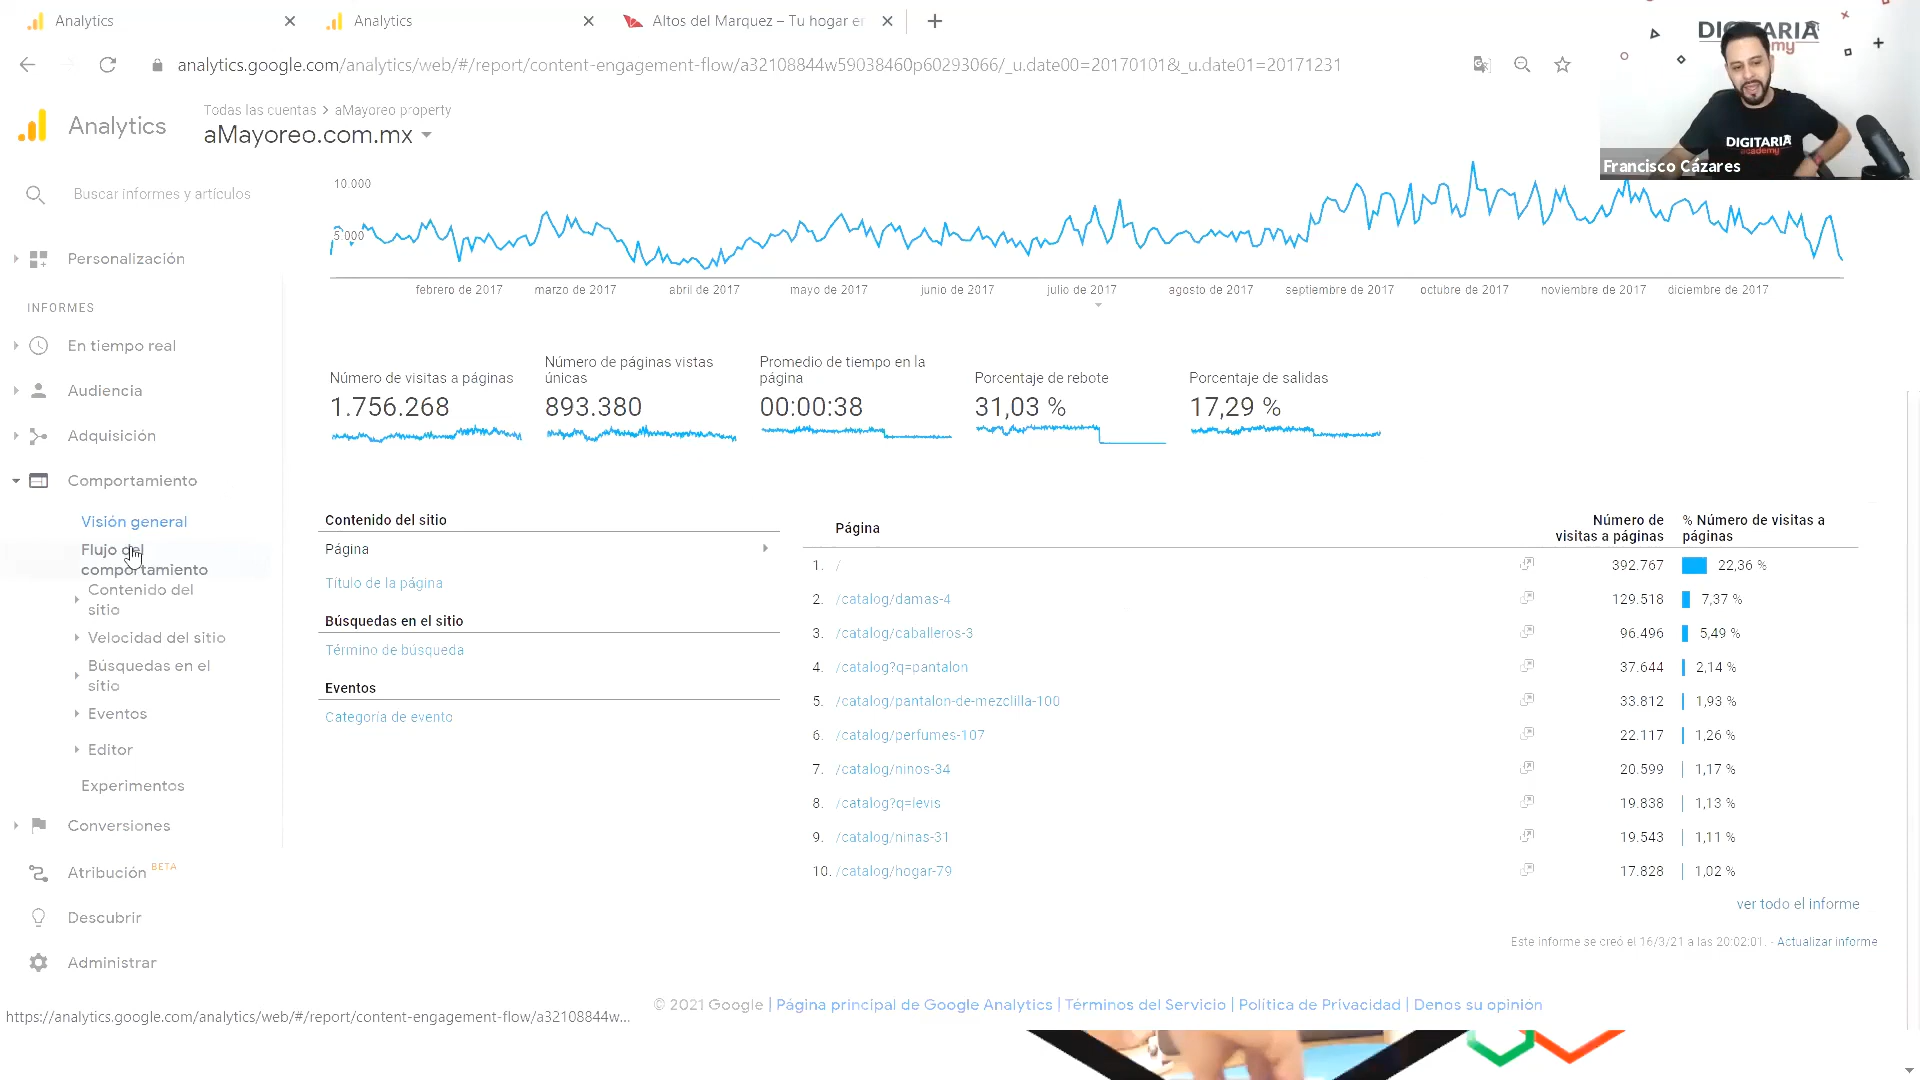 Analytics
Analytics
Altos del Marquez – Tu hogar en
analytics.google.com/analytics/web/#/report/content-engagement-flow/a32108844w59038460p60293066/_u.date00=20170101&_u.date01=20171231
Analytics
Todas las cuentas > aMayoreo property
aMayoreo.com.mx
DIGITARIA
DIGITARIA
academy
Francisco Cázares
Buscar informes y artículos
Personalización
INFORMES
En tiempo real
Audiencia
Adquisición
Comportamiento
Visión general
Flujo del
comportamiento
Contenido del
sitio
Velocidad del sitio
Búsquedas en el
sitio
Eventos
Editor
Experimentos
Conversiones
Atribución BETA
Descubrir
Administrar
10.000
5.000
febrero de 2017 marzo de 2017 abril de 2017 mayo de 2017 junio de 2017 julio de 2017 agosto de 2017 septiembre de 2017 octubre de 2017 noviembre de 2017 diciembre de 2017
Número de visitas a páginas
1.756.268
Número de páginas vistas
únicas
893.380
Promedio de tiempo en la
página
00:00:38
Porcentaje de rebote
31,03 %
Porcentaje de salidas
17,29 %
Contenido del sitio
Página
Título de la página
Búsquedas en el sitio
Término de búsqueda
Eventos
Categoría de evento
Página
Número de
visitas a páginas
% Número de visitas a
páginas
1. / 392.767 22,36 %
2. /catalog/damas-4 129.518 7,37 %
3. /catalog/caballeros-3 96.496 5,49 %
4. /catalog?q=pantalon 37.644 2,14 %
5. /catalog/pantalon-de-mezclilla-100 33.812 1,93 %
6. /catalog/perfumes-107 22.117 1,26 %
7. /catalog/ninos-34 20.599 1,17 %
8. /catalog?q=levis 19.838 1,13 %
9. /catalog/ninas-31 19.543 1,11 %
10. /catalog/hogar-79 17.828 1,02 %
ver todo el informe
Este informe se creó el 16/3/21 a las 20:02:01. - Actualizar informe
© 2021 Google | Página principal de Google Analytics | Términos del Servicio | Política de Privacidad | Denos su opinión
https://analytics.google.com/analytics/web/#/report/content-engagement-flow/a32108844w...